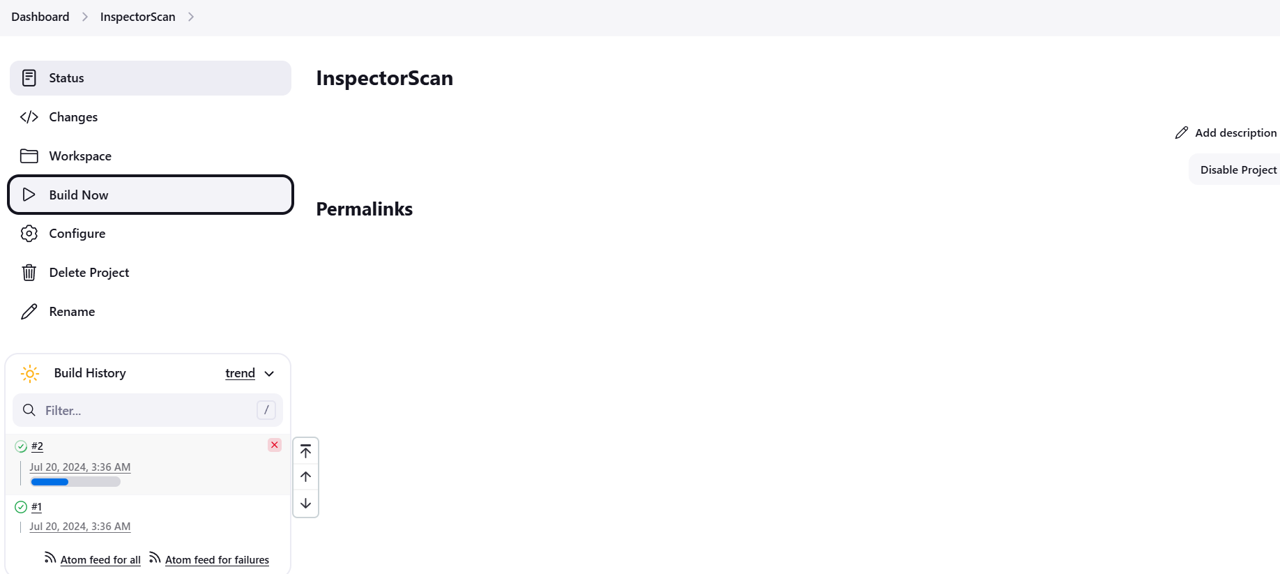 Dashboard
InspectorScan
Status
Changes
Workspace
Build Now
Configure
Delete Project
Rename
InspectorScan
Add description
Disable Project
Permalinks
Build History
trend
Filter...
/
#2
Jul 20, 2024, 3:36 AM
#1
Jul 20, 2024, 3:36 AM
Atom feed for all
Atom feed for failures